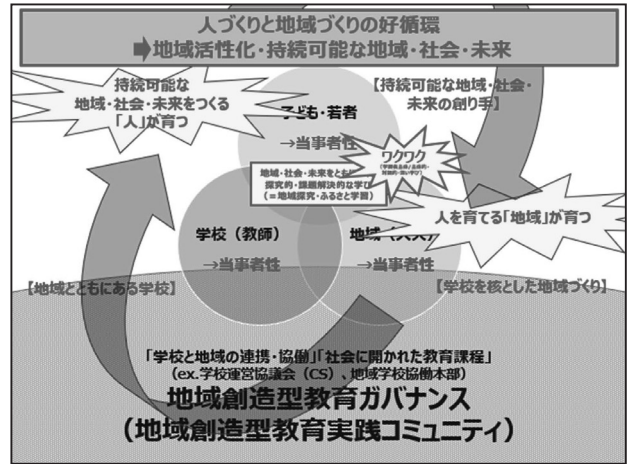 人づくりと地域づくりの好循環
➡地域活性化・持続可能な地域・社会・未来
持続可能な
地域・社会・未来をつくる
「人」が育つ
子ども・若者
→当事者性
【持続可能な地域・社会・
未来の創り手】
ワクワク
地域・社会・未来をとも
探究的・課題解決的な学び
(=地域探究・ふるさと学習)
学校(教師)
→当事者性
地域(大人)
→当事者性
人を育てる「地域」が育つ
【地域とともにある学校】
【学校を核とした地域づくり】
「学校と地域の連携・協働」「社会に開かれた教育課程」
(ex.学校運営協議会(CS)、地域学校協働本部)
地域創造型教育ガバナンス
(地域創造型教育実践コミュニティ)